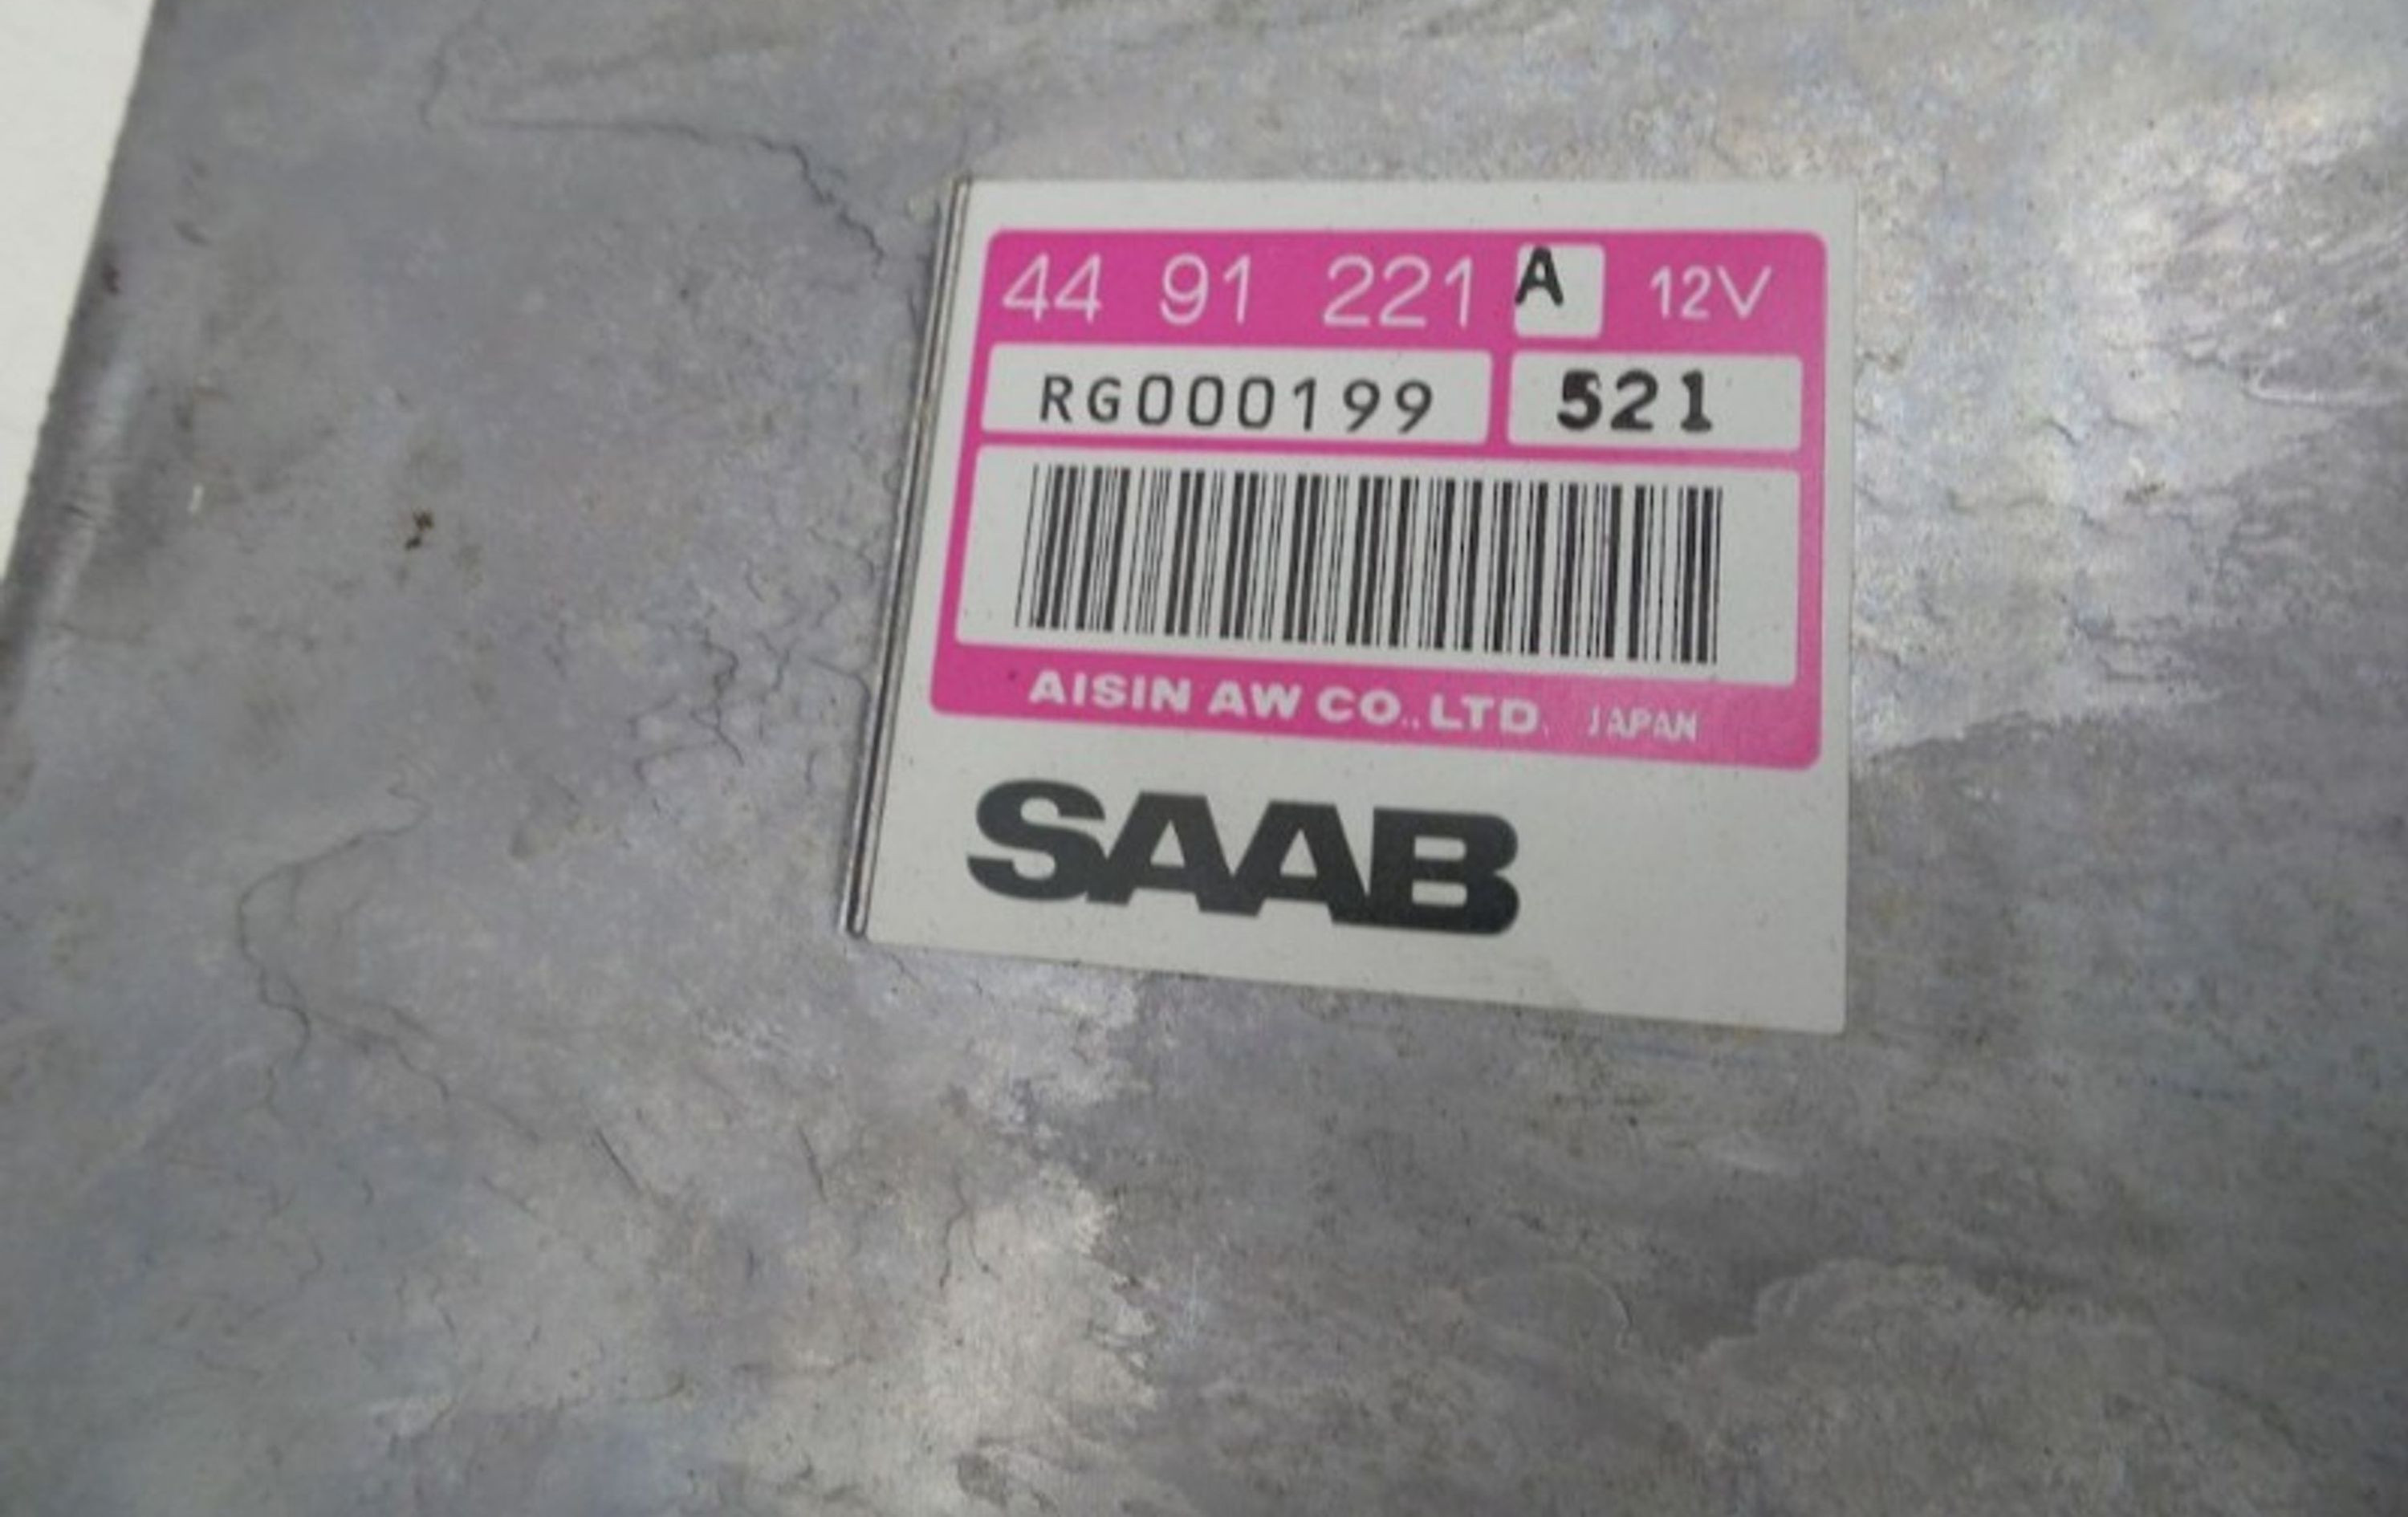 44 91 221 A 12V
RG000199 521
AISIN AW CO.,LTD. JAPAN
SAAB